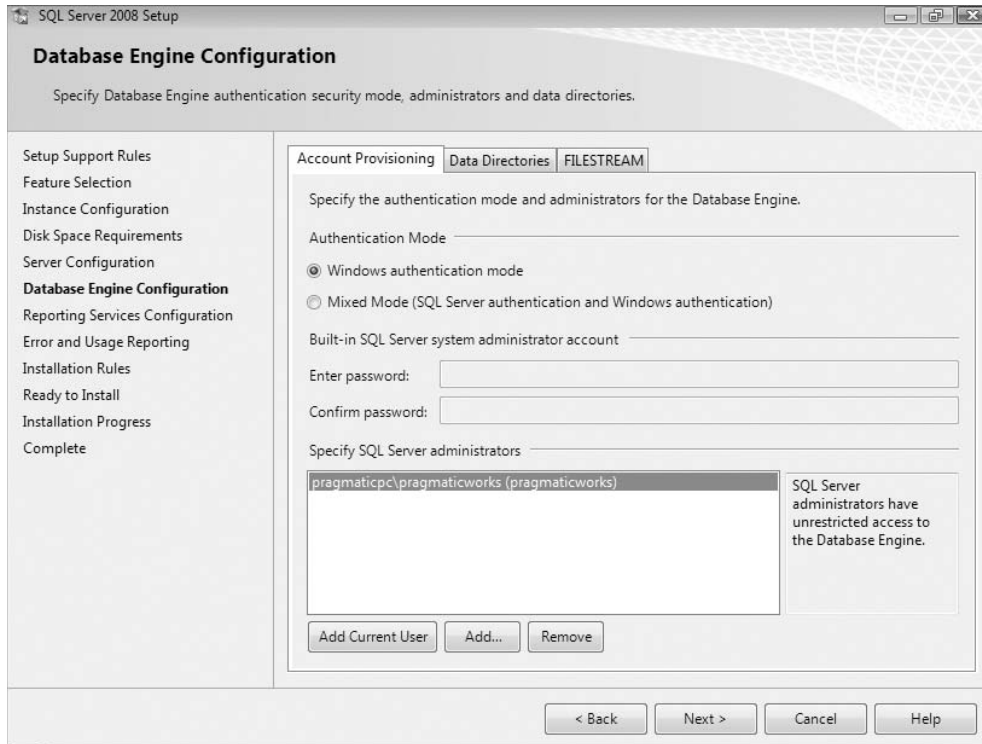 SQL Server 2008 Setup
Database Engine Configuration
Specify Database Engine authentication security mode, administrators and data directories.
Setup Support Rules
Feature Selection
Instance Configuration
Disk Space Requirements
Server Configuration
Database Engine Configuration
Reporting Services Configuration
Error and Usage Reporting
Installation Rules
Ready to Install
Installation Progress
Complete
Account Provisioning
Data Directories
FILESTREAM
Specify the authentication mode and administrators for the Database Engine.
Authentication Mode
Windows authentication mode
Mixed Mode (SQL Server authentication and Windows authentication)
Built-in SQL Server system administrator account
Enter password:
Confirm password:
Specify SQL Server administrators
pragmaticpc\pragmaticworks (pragmaticworks)
SQL Server
administrators have
unrestricted access to
the Database Engine.
Add Current User
Add...
Remove
< Back
Next >
Cancel
Help